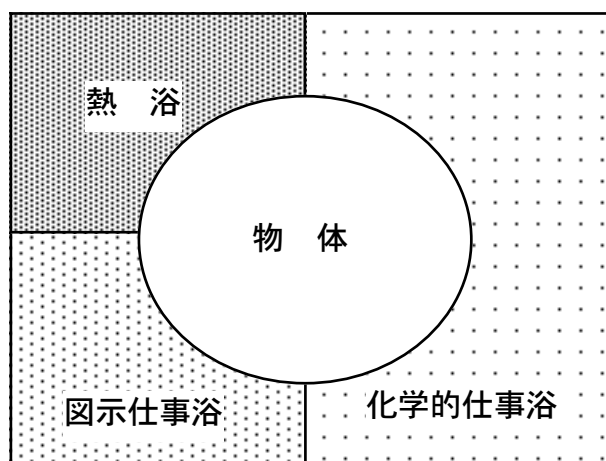 熱　浴
物　体
図示仕事浴
化学的仕事浴